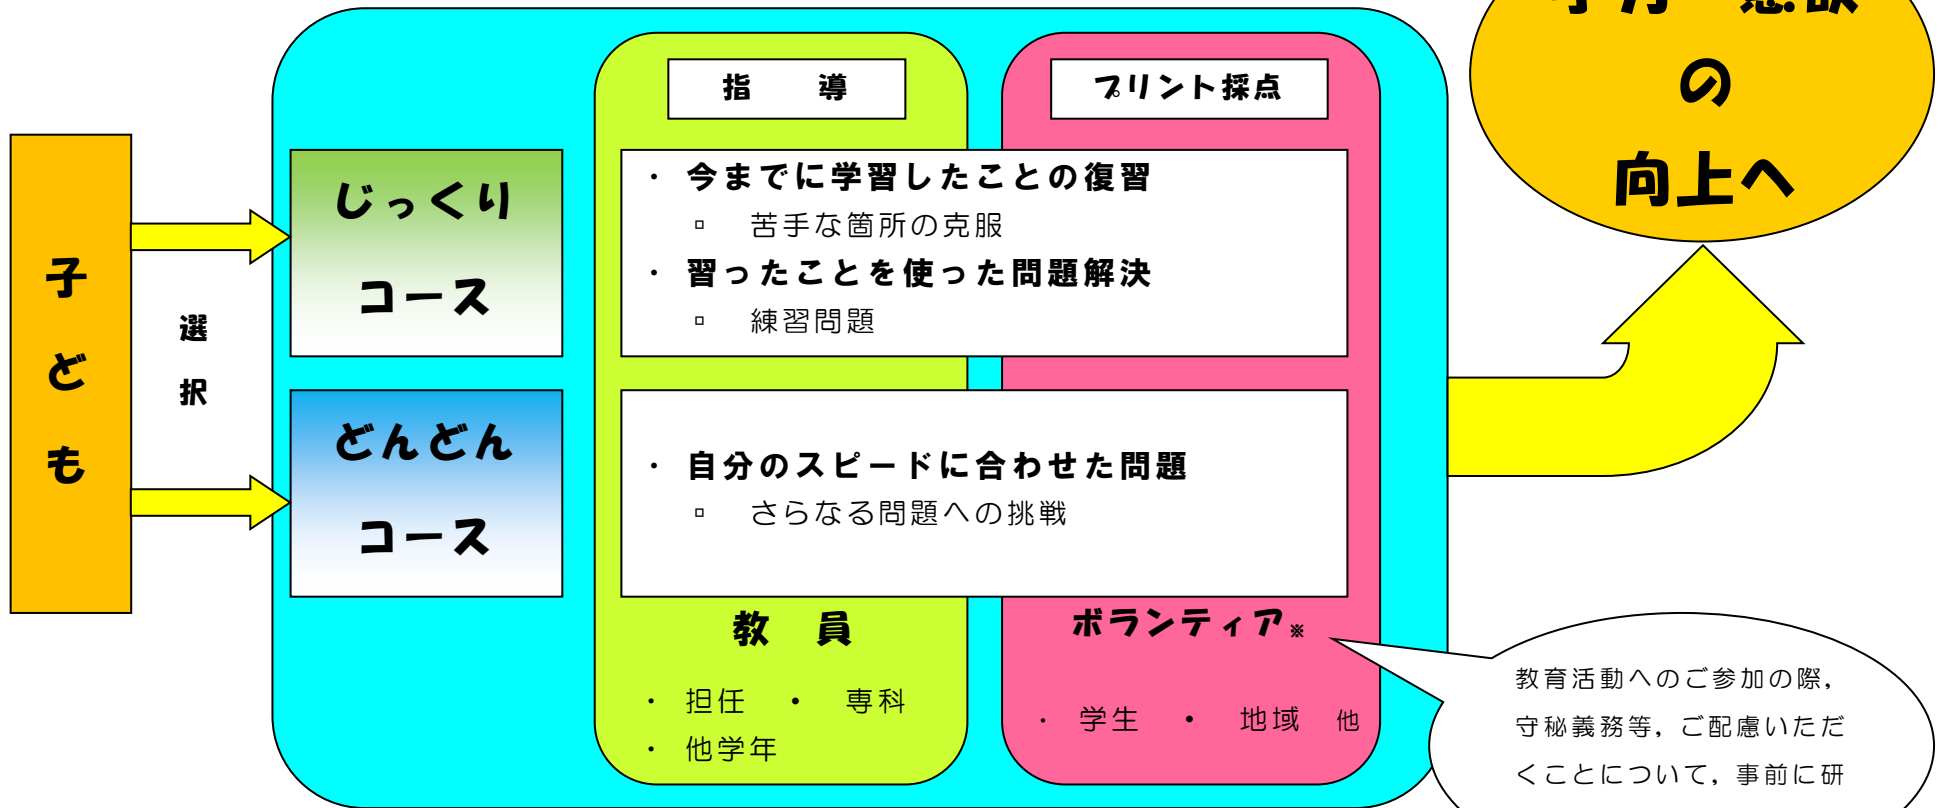 子ども
選択
じっくり
コース
どんどん
コース
指　導
プリント採点
・ 今までに学習したことの復習
▫ 苦手な箇所の克服
・ 習ったことを使った問題解決
▫ 練習問題
・ 自分のスピードに合わせた問題
▫ さらなる問題への挑戦
教　員
・ 担任　・　専科
・ 他学年
ボランティア※
・ 学生　・　地域　他
の
向上へ
教育活動へのご参加の際，
守秘義務等，ご配慮いただ
くことについて，事前に研